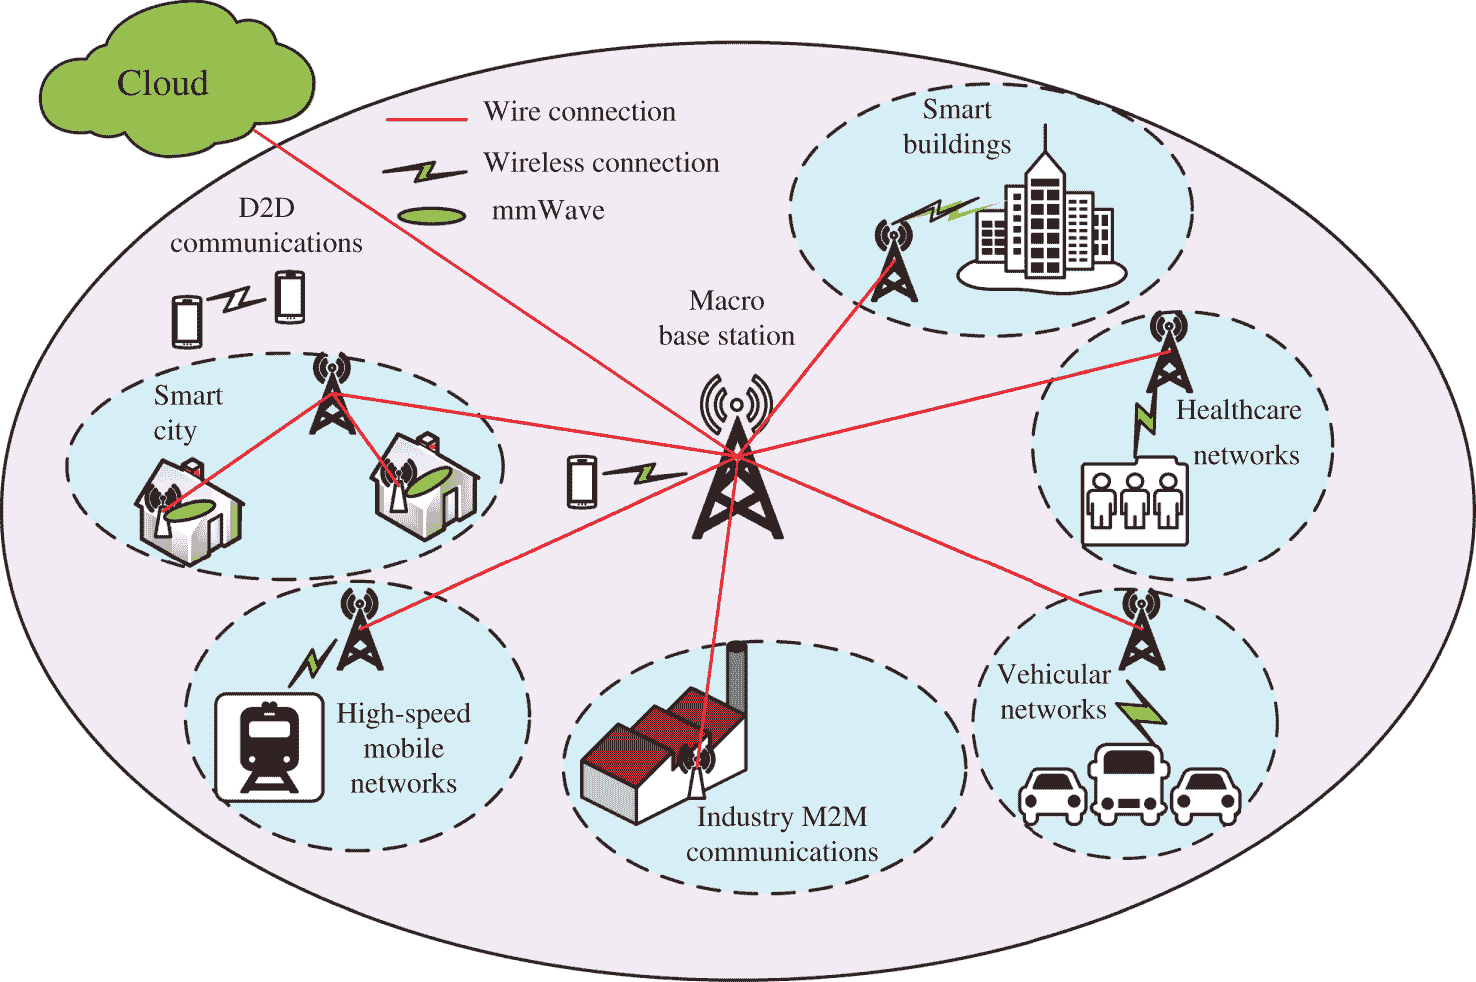 Cloud
Wire connection
Wireless connection
mmWave
Smart
buildings
D2D
communications
Macro
base station
Smart
city
Healthcare
networks
High-speed
mobile
networks
Industry M2M
communications
Vehicular
networks